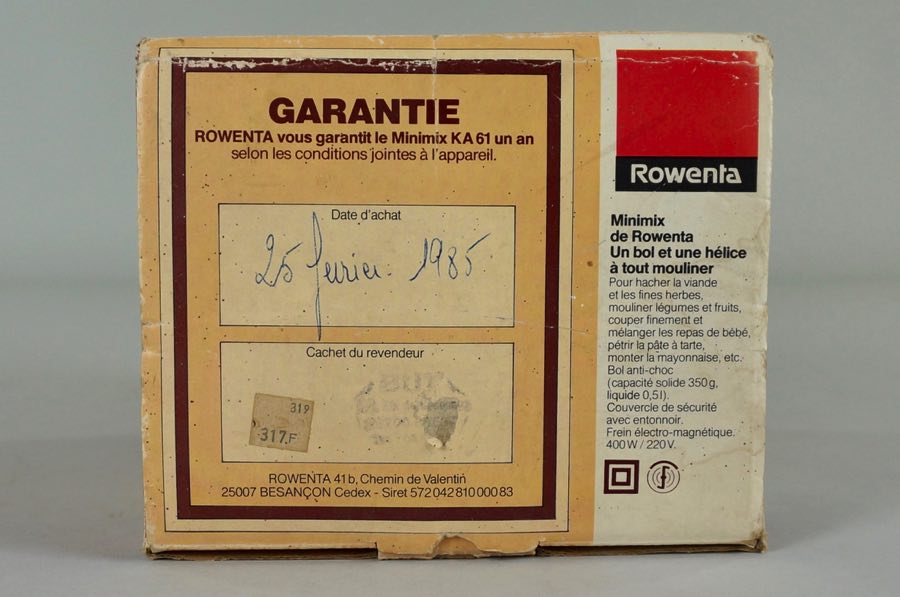 GARANTIE
ROWENTA vous garantit le Minimix KA 61 un an
selon les conditions jointes à l'appareil.
Date d'achat
25 fevrier 1985
Cachet du revendeur
319
317.F
ROWENTA 41 b, Chemin de Valentin
25007 BESANÇON Cedex - Siret 572 042 810 000 83
Rowenta
Minimix
de Rowenta
Un bol et une hélice
à tout mouliner
Pour hacher la viande
et les fines herbes,
mouliner légumes et fruits,
couper finement et
mélanger les repas de bébé,
pétrir la pâte à tarte,
monter la mayonnaise, etc.
Bol anti-choc
(capacité solide 350 g,
liquide 0,5 l).
Couvercle de sécurité
avec entonnoir.
Frein électro-magnétique.
400 W / 220 V.